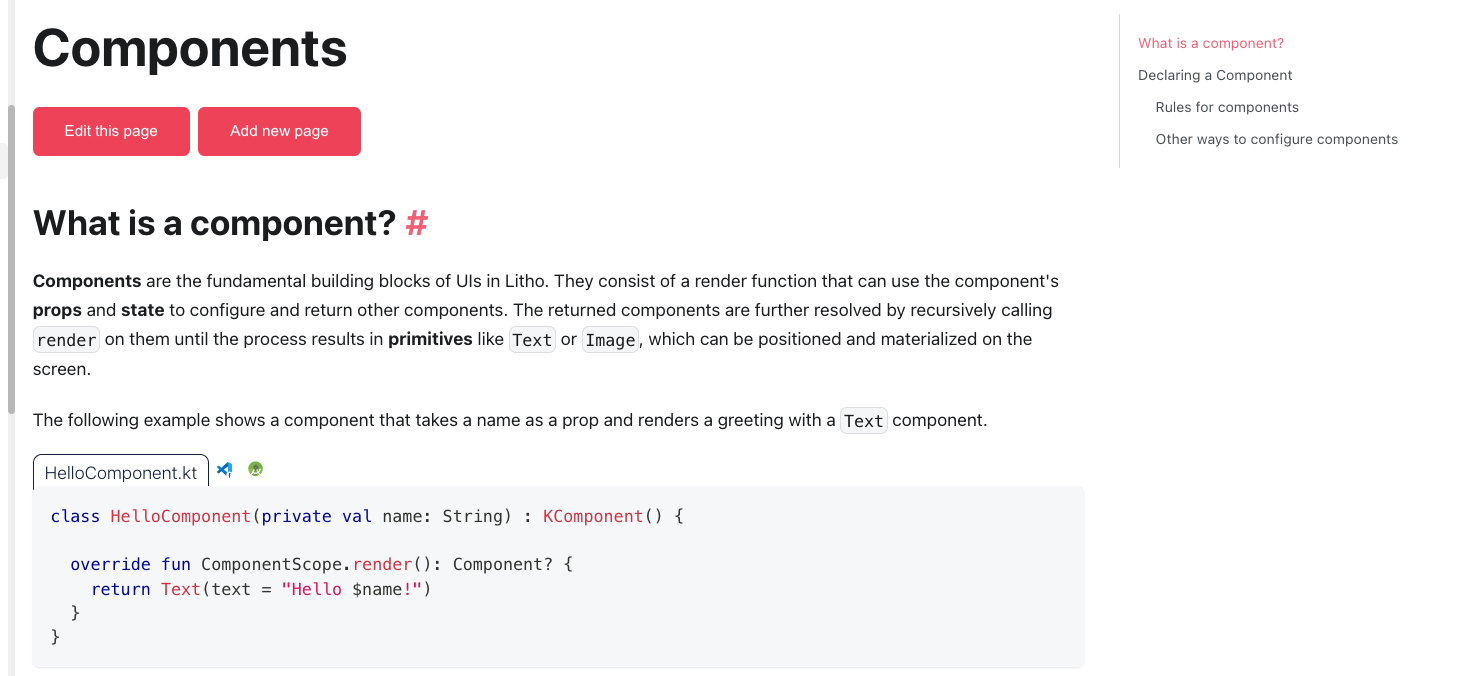 Components
Edit this page
Add new page
What is a component? #
Components are the fundamental building blocks of UIs in Litho. They consist of a render function that can use the component's
props and state to configure and return other components. The returned components are further resolved by recursively calling
render on them until the process results in primitives like Text or Image, which can be positioned and materialized on the
screen.
The following example shows a component that takes a name as a prop and renders a greeting with a Text component.
HelloComponent.kt
class HelloComponent(private val name: String) : KComponent() {
  override fun ComponentScope.render(): Component? {
    return Text(text = "Hello $name!")
  }
}
What is a component?
Declaring a Component
Rules for components
Other ways to configure components